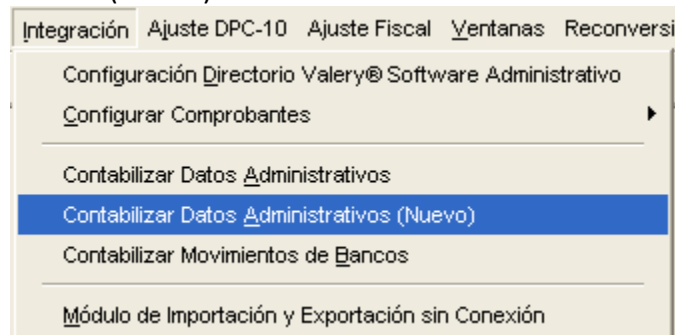 Integración Ajuste DPC-10 Ajuste Fiscal Ventanas Reconversi
Configuración Directorio Valery® Software Administrativo
Configurar Comprobantes
Contabilizar Datos Administrativos
Contabilizar Datos Administrativos (Nuevo)
Contabilizar Movimientos de Bancos
Módulo de Importación y Exportación sin Conexión